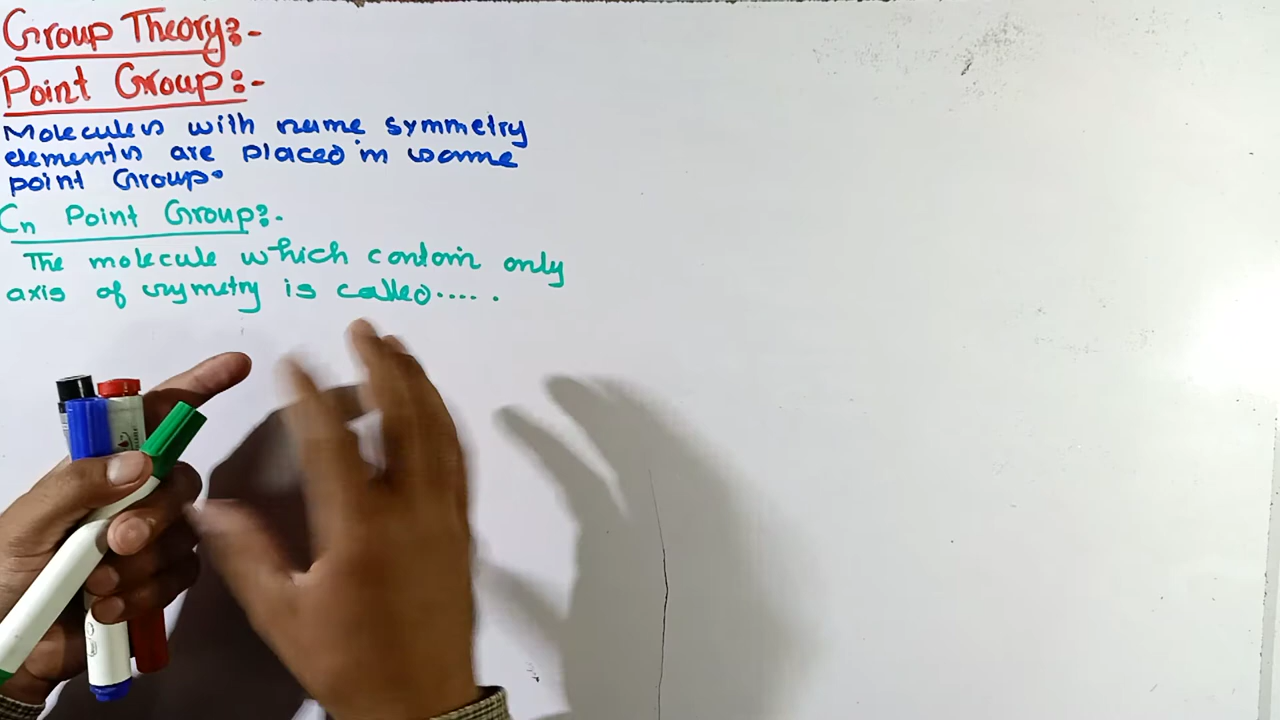 Group Theory:-
Point Group:-
Molecules with same symmetry
elements are placed in same
point Group.
Cn Point Group:-
The molecule which contain only
axis of symetry is called.....